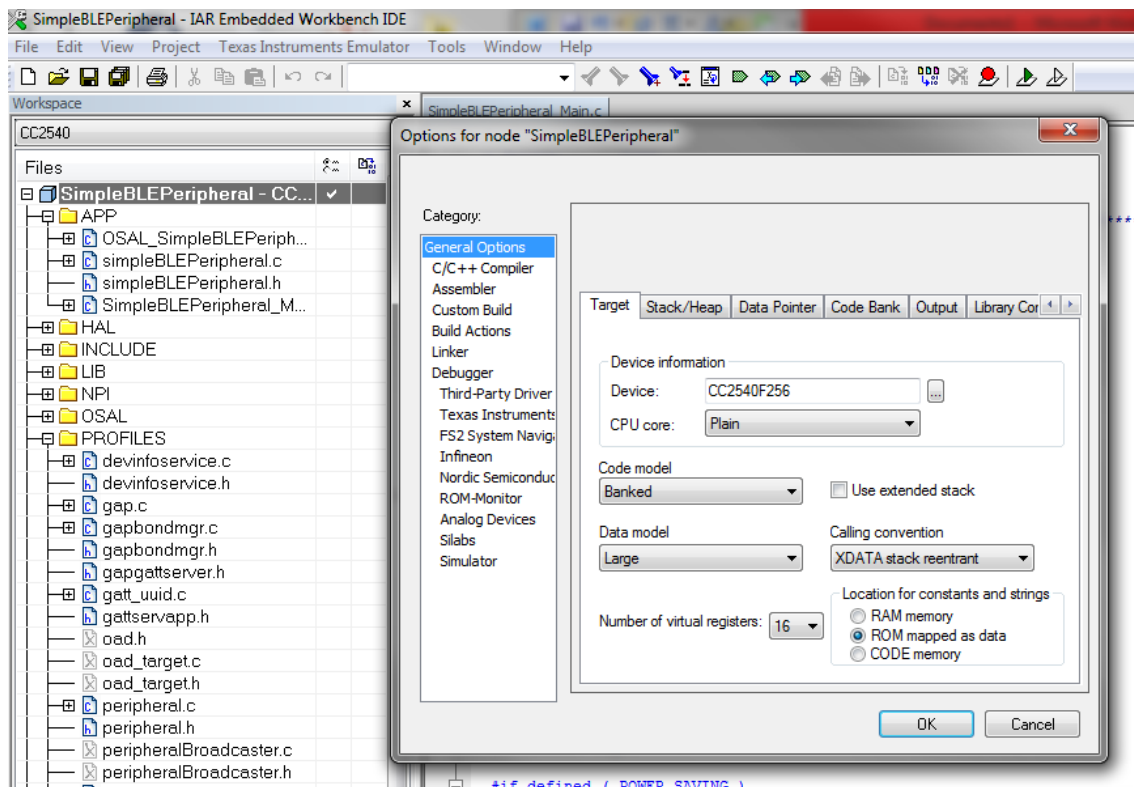 SimpleBLEPeripheral - IAR Embedded Workbench IDE
File Edit View Project Texas Instruments Emulator Tools Window Help
Workspace
CC2540
Files
SimpleBLEPeripheral - CC...
APP
OSAL_SimpleBLEPeriph...
simpleBLEPeripheral.c
simpleBLEPeripheral.h
SimpleBLEPeripheral_M...
HAL
INCLUDE
LIB
NPI
OSAL
PROFILES
devinfoservice.c
devinfoservice.h
gap.c
gapbondmgr.c
gapbondmgr.h
gapgattserver.h
gatt_uuid.c
gattservapp.h
oad.h
oad_target.c
oad_target.h
peripheral.c
peripheral.h
peripheralBroadcaster.c
peripheralBroadcaster.h
SimpleBLEPeripheral_Main.c
Options for node "SimpleBLEPeripheral"
Category:
General Options
C/C++ Compiler
Assembler
Custom Build
Build Actions
Linker
Debugger
Third-Party Driver
Texas Instruments
FS2 System Naviga
Infineon
Nordic Semiconduc
ROM-Monitor
Analog Devices
Silabs
Simulator
Target Stack/Heap Data Pointer Code Bank Output Library Cor
Device information
Device: CC2540F256 ...
CPU core: Plain
Code model
Banked
Use extended stack
Data model
Large
Calling convention
XDATA stack reentrant
Number of virtual registers: 16
Location for constants and strings
RAM memory
ROM mapped as data
CODE memory
OK Cancel
***
#if defined ( POWER_SAVING )